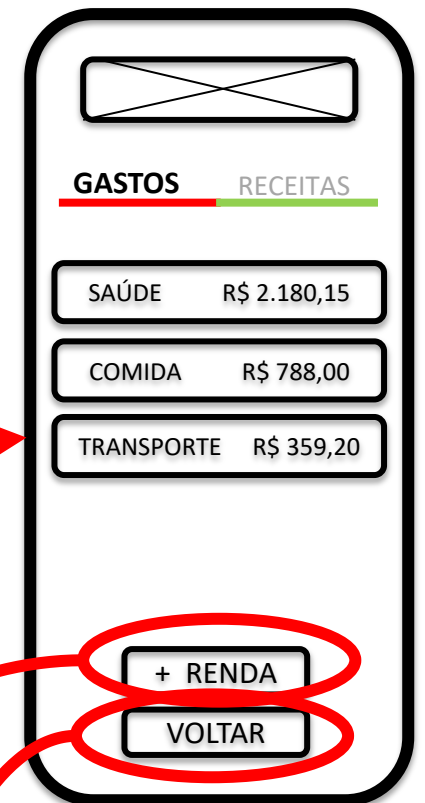 GASTOS RECEITAS
SAÚDE R$ 2.180,15
COMIDA R$ 788,00
TRANSPORTE R$ 359,20
+ RENDA
VOLTAR